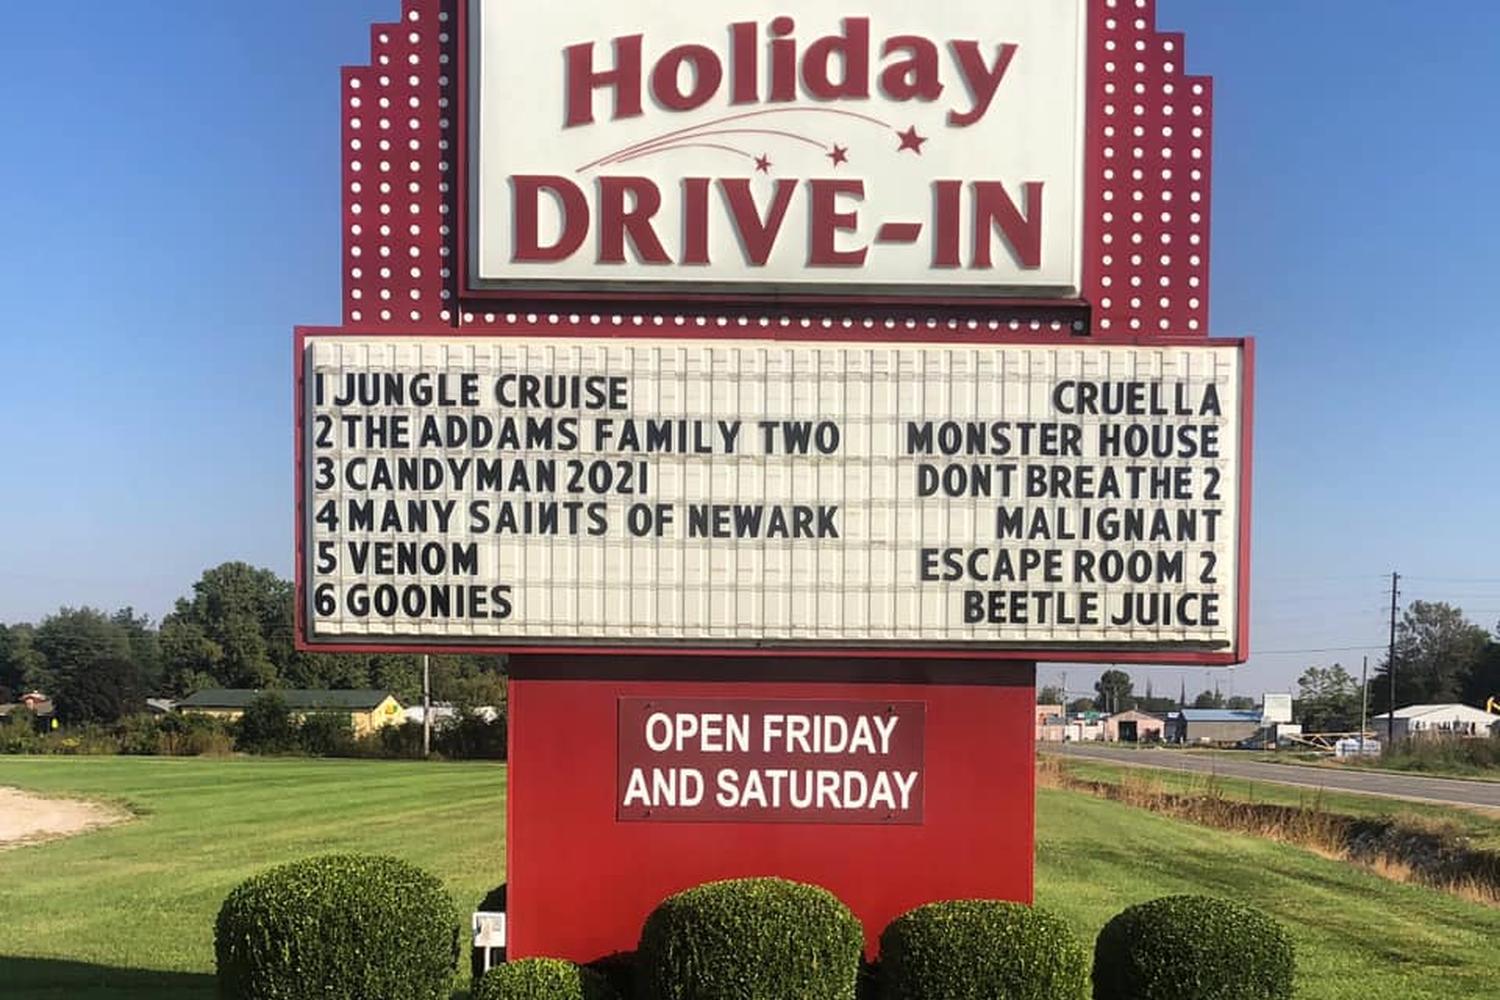 Holiday
DRIVE-IN
1 JUNGLE CRUISE CRUELLA
2 THE ADDAMS FAMILY TWO MONSTER HOUSE
3 CANDYMAN 2021 DONT BREATHE 2
4 MANY SAINTS OF NEWARK MALIGNANT
5 VENOM ESCAPE ROOM 2
6 GOONIES BEETLE JUICE
OPEN FRIDAY
AND SATURDAY